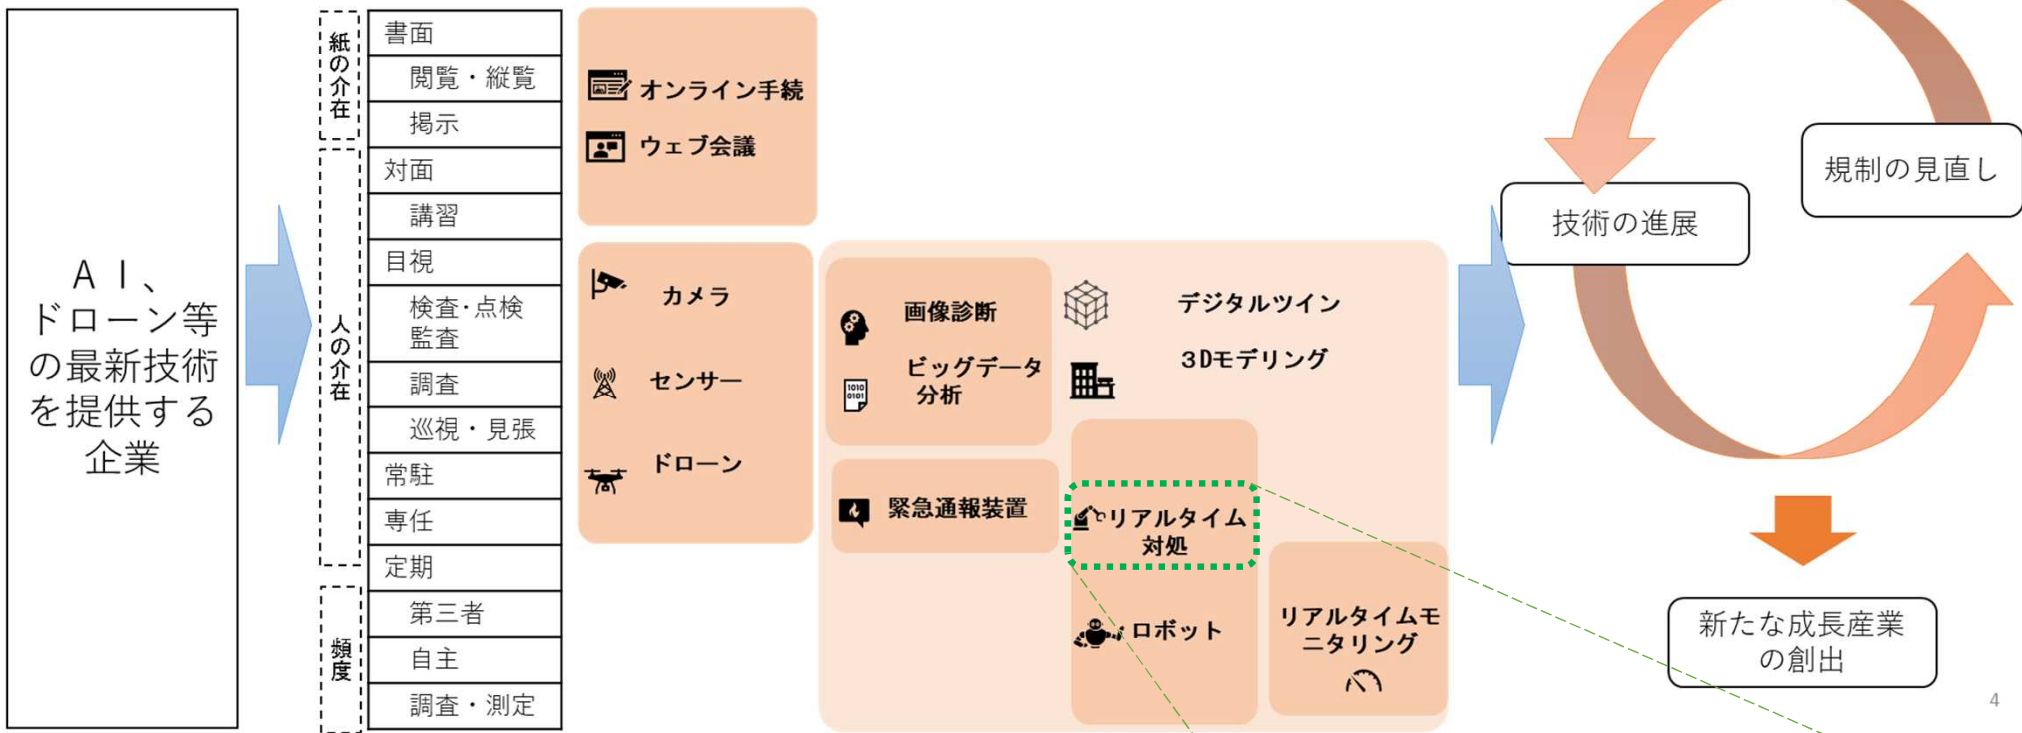 ＡＩ、
ドローン等
の最新技術
を提供する
企業
紙の介在
人の介在
頻度
書面
閲覧・縦覧
掲示
対面
講習
目視
検査・点検
監査
調査
巡視・見張
常駐
専任
定期
第三者
自主
調査・測定
オンライン手続
ウェブ会議
カメラ
センサー
ドローン
画像診断
ビッグデータ
分析
1010
0101
緊急通報装置
デジタルツイン
３Dモデリング
リアルタイム
対処
ロボット
リアルタイムモ
ニタリング
技術の進展
規制の見直し
新たな成長産業
の創出
4